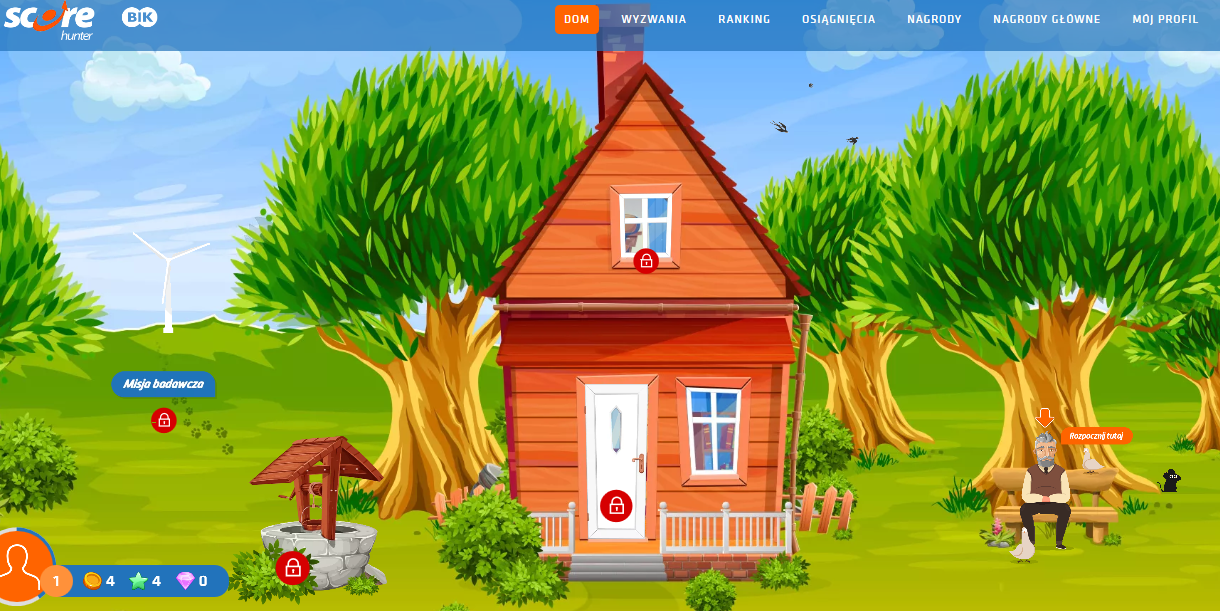 score
hunter
BIK
DOM
WYZWANIA
RANKING
OSIĄGNIĘCIA
NAGRODY
NAGRODY GŁÓWNE
MÓJ PROFIL
Misja badawcza
Rozpocznij tutaj
1
4
4
0